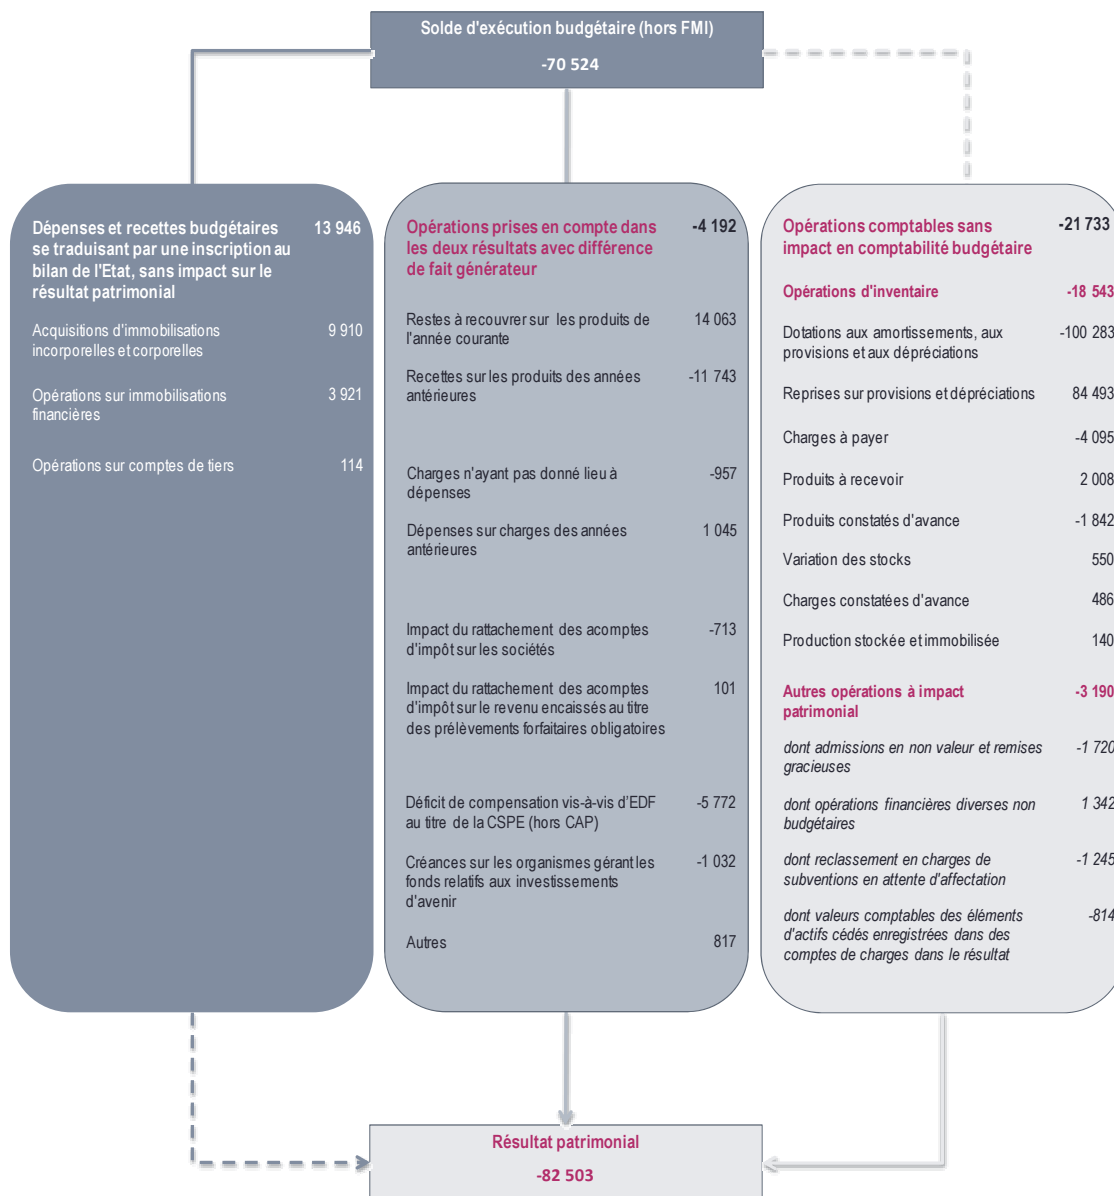 Solde d'exécution budgétaire (hors FMI)
-70 524
Dépenses et recettes budgétaires 13 946
se traduisant par une inscription au
bilan de l'Etat, sans impact sur le
résultat patrimonial
Acquisitions d'immobilisations 9 910
incorporelles et corporelles
Opérations sur immobilisations 3 921
financières
Opérations sur comptes de tiers 114
Opérations prises en compte dans -4 192
les deux résultats avec différence
de fait générateur
Restes à recouvrer sur les produits de 14 063
l'année courante
Recettes sur les produits des années -11 743
antérieures
Charges n'ayant pas donné lieu à -957
dépenses
Dépenses sur charges des années 1 045
antérieures
Impact du rattachement des acomptes -713
d'impôt sur les sociétés
Impact du rattachement des acomptes 101
d'impôt sur le revenu encaissés au titre
des prélèvements forfaitaires obligatoires
Déficit de compensation vis-à-vis d'EDF -5 772
au titre de la CSPE (hors CAP)
Créances sur les organismes gérant les -1 032
fonds relatifs aux investissements
d'avenir
Autres 817
Opérations comptables sans -21 733
impact en comptabilité budgétaire
Opérations d'inventaire -18 543
Dotations aux amortissements, aux -100 283
provisions et aux dépréciations
Reprises sur provisions et dépréciations 84 493
Charges à payer -4 095
Produits à recevoir 2 008
Produits constatés d'avance -1 842
Variation des stocks 550
Charges constatées d'avance 486
Production stockée et immobilisée 140
Autres opérations à impact -3 190
patrimonial
dont admissions en non valeur et remises -1 720
gracieuses
dont opérations financières diverses non 1 342
budgétaires
dont reclassement en charges de -1 245
subventions en attente d'affectation
dont valeurs comptables des éléments -814
d'actifs cédés enregistrées dans des
comptes de charges dans le résultat
Résultat patrimonial
-82 503